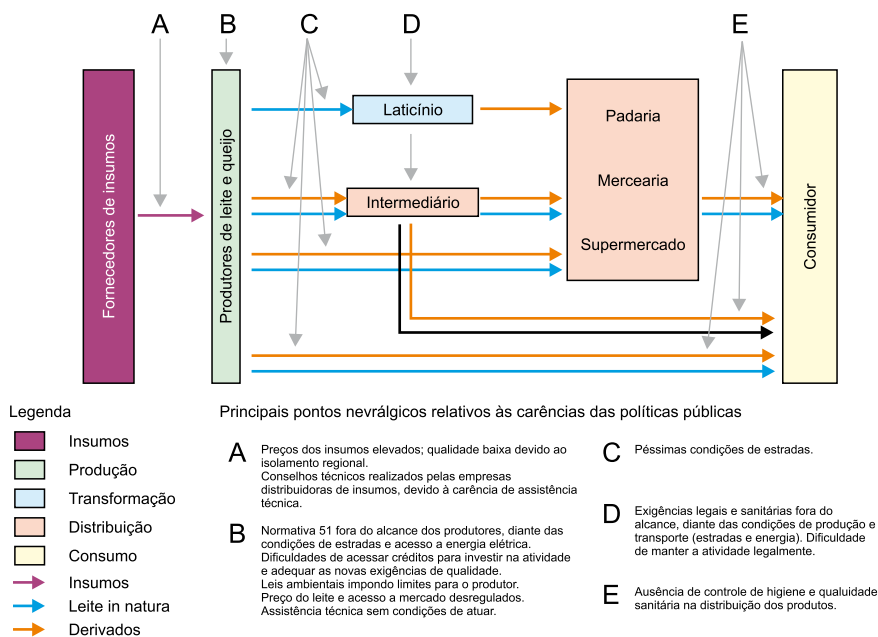 A
B
C
D
E
Fornecedores de insumos
Produtores de leite e queijo
Laticínio
Intermediário
Padaria
Mercearia
Supermercado
Consumidor
Legenda
Insumos
Produção
Transformação
Distribuição
Consumo
Insumos
Leite in natura
Derivados
Principais pontos nevrálgicos relativos às carências das políticas públicas
A
Preços dos insumos elevados; qualidade baixa devido ao
isolamento regional.
Conselhos técnicos realizados pelas empresas
distribuidoras de insumos, devido à carência de assistência
técnica.
B
Normativa 51 fora do alcance dos produtores, diante das
condições de estradas e acesso a energia elétrica.
Dificuldades de acessar créditos para investir na atividade
e adequar as novas exigências de qualidade.
Leis ambientais impondo limites para o produtor.
Preço do leite e acesso a mercado desregulados.
Assistência técnica sem condições de atuar.
C
Péssimas condições de estradas.
D
Exigências legais e sanitárias fora do
alcance, diante das condições de produção e
transporte (estradas e energia). Dificuldade
de manter a atividade legalmente.
E
Ausência de controle de higiene e qualuidade
sanitária na distribuição dos produtos.